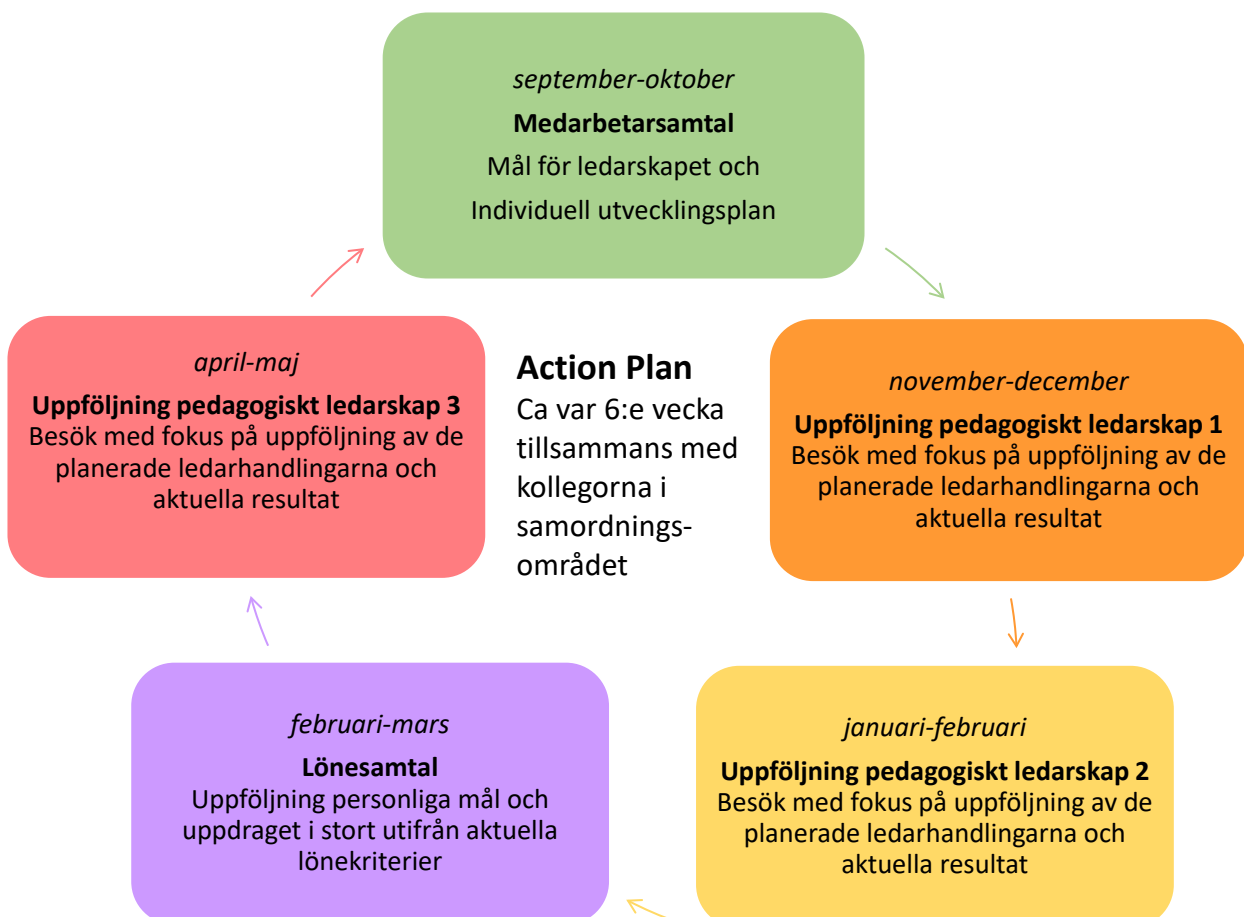 september-oktober
Medarbetarsamtal
Mål för ledarskapet och
Individuell utvecklingsplan
april-maj
Uppföljning pedagogiskt ledarskap 3
Besök med fokus på uppföljning av de
planerade ledarhandlingarna och
aktuella resultat
Action Plan
Ca var 6:e vecka
tillsammans med
kollegorna i
samordnings-
området
november-december
Uppföljning pedagogiskt ledarskap 1
Besök med fokus på uppföljning av de
planerade ledarhandlingarna och
aktuella resultat
februari-mars
Lönesamtal
Uppföljning personliga mål och
uppdraget i stort utifrån aktuella
lönekriterier
januari-februari
Uppföljning pedagogiskt ledarskap 2
Besök med fokus på uppföljning av de
planerade ledarhandlingarna och
aktuella resultat